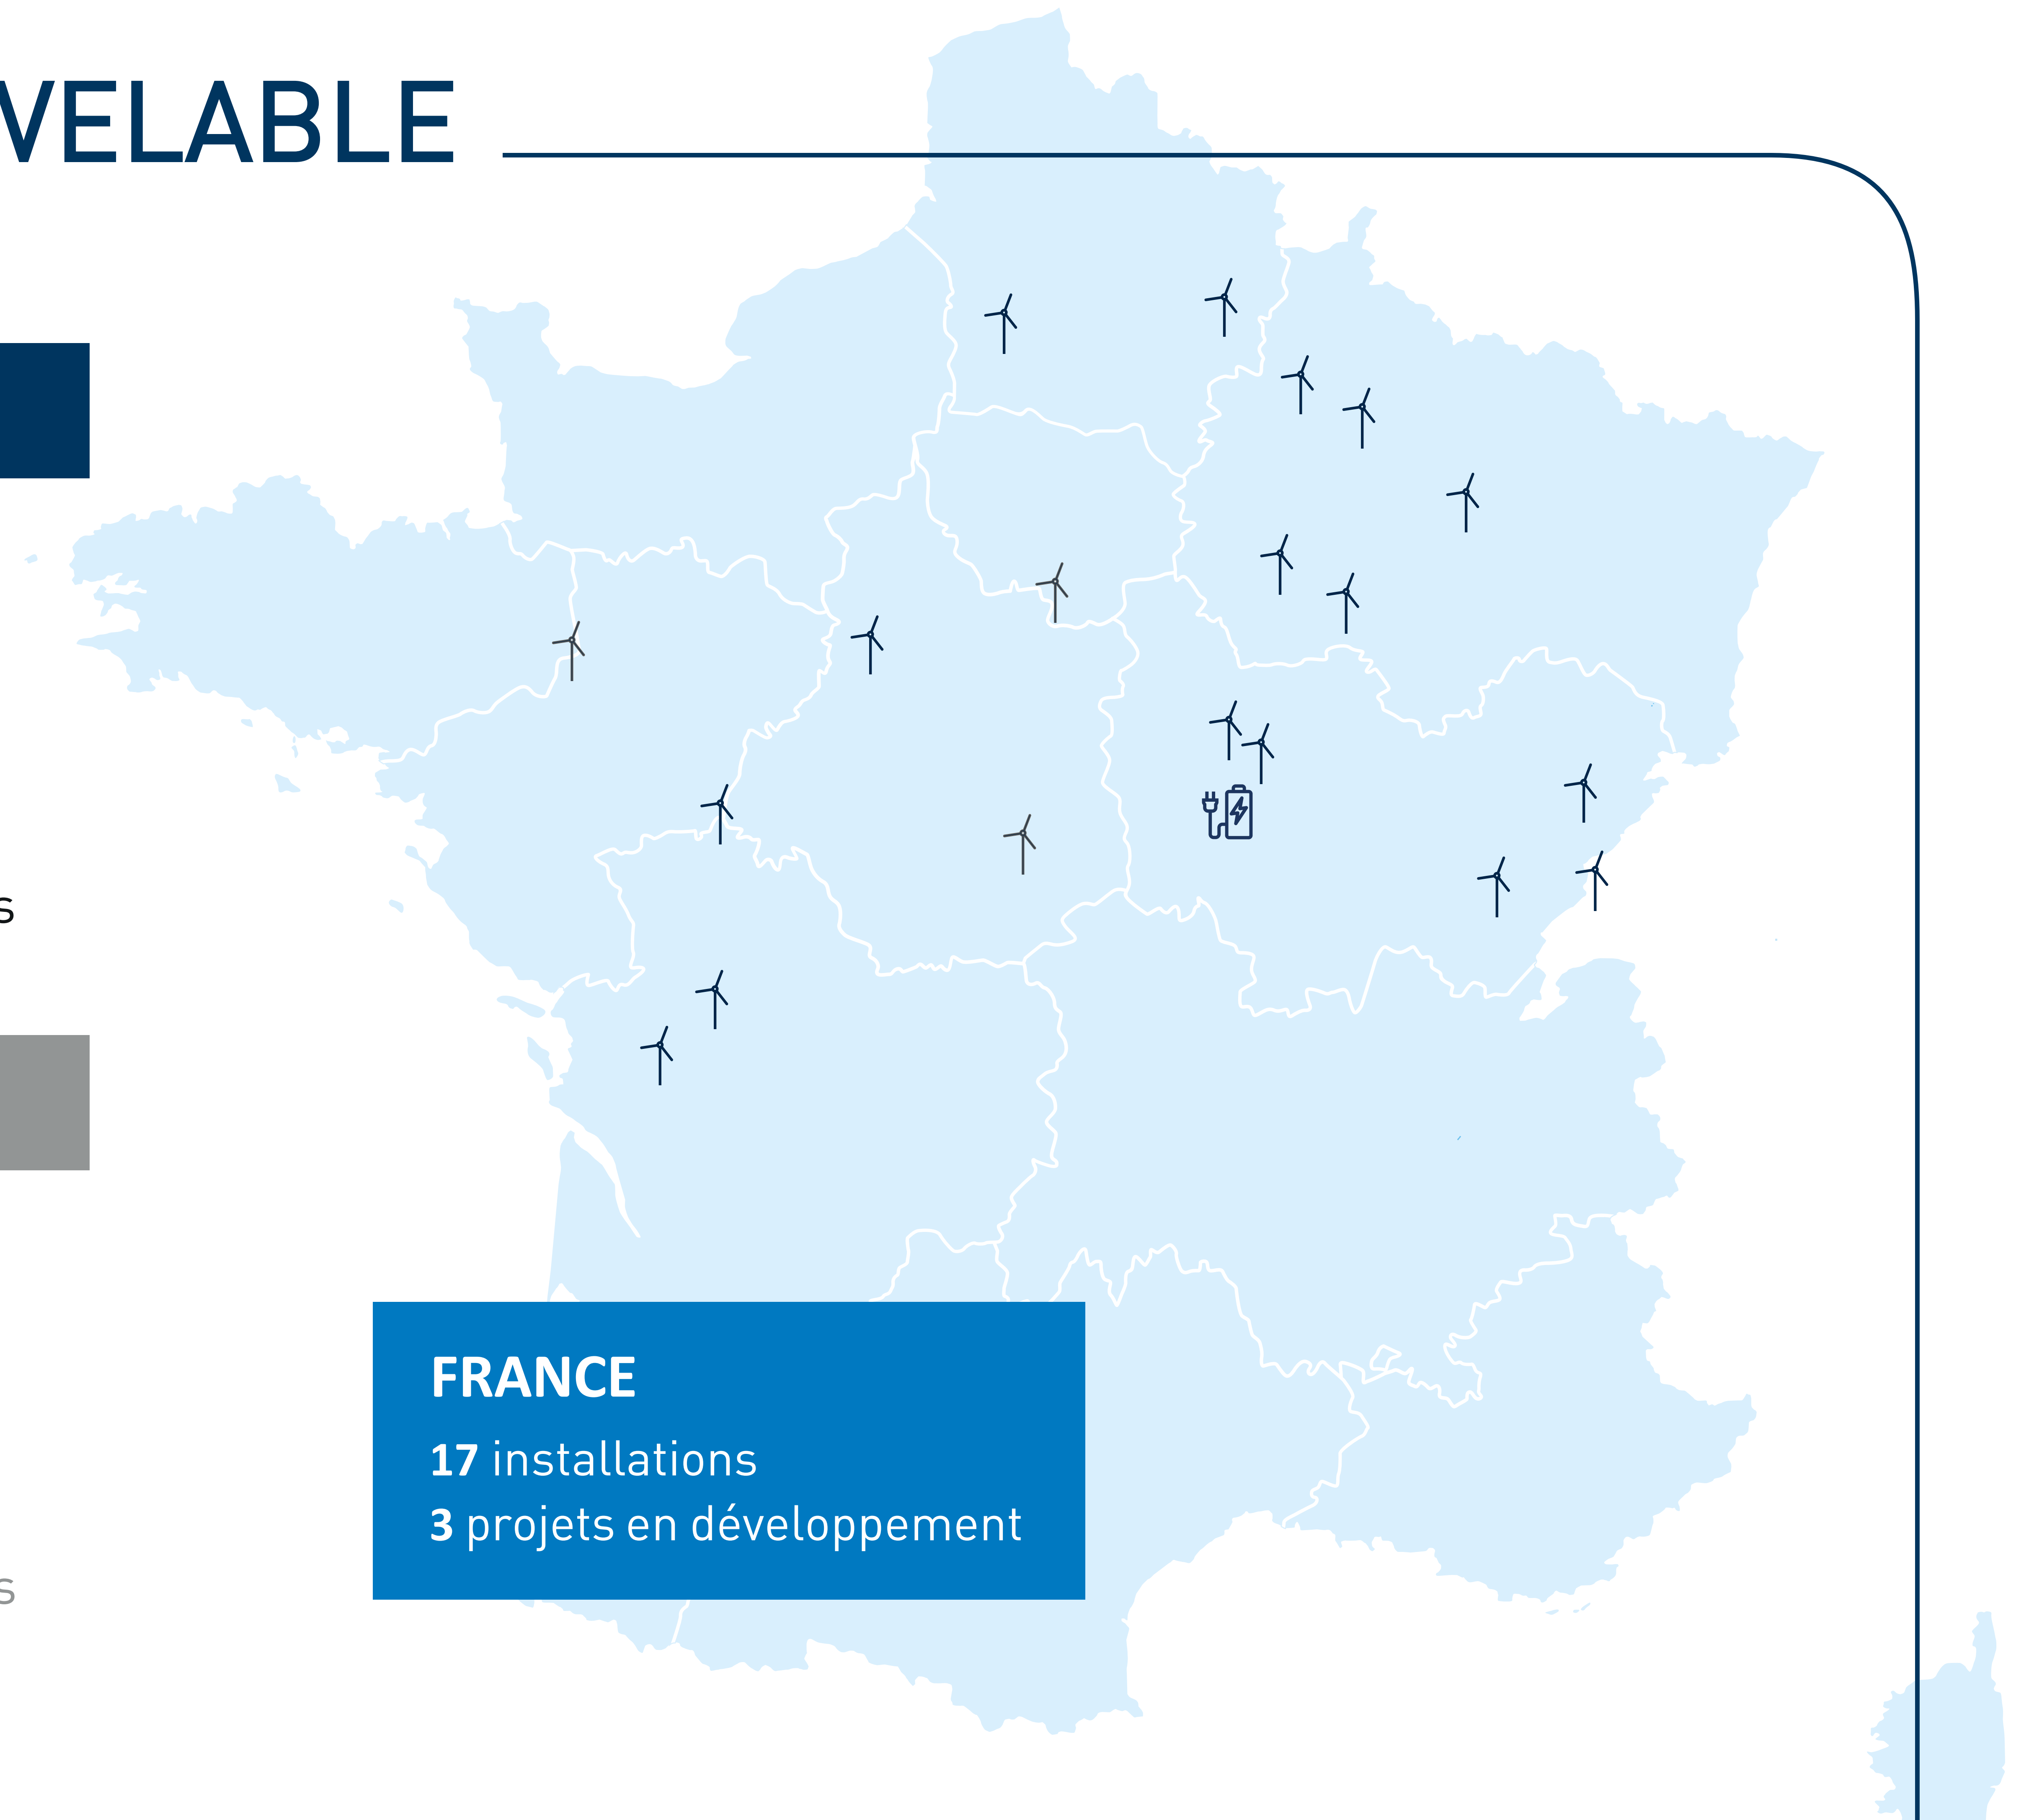 VELABLE
s
FRANCE
17 installations
3 projets en développement
s